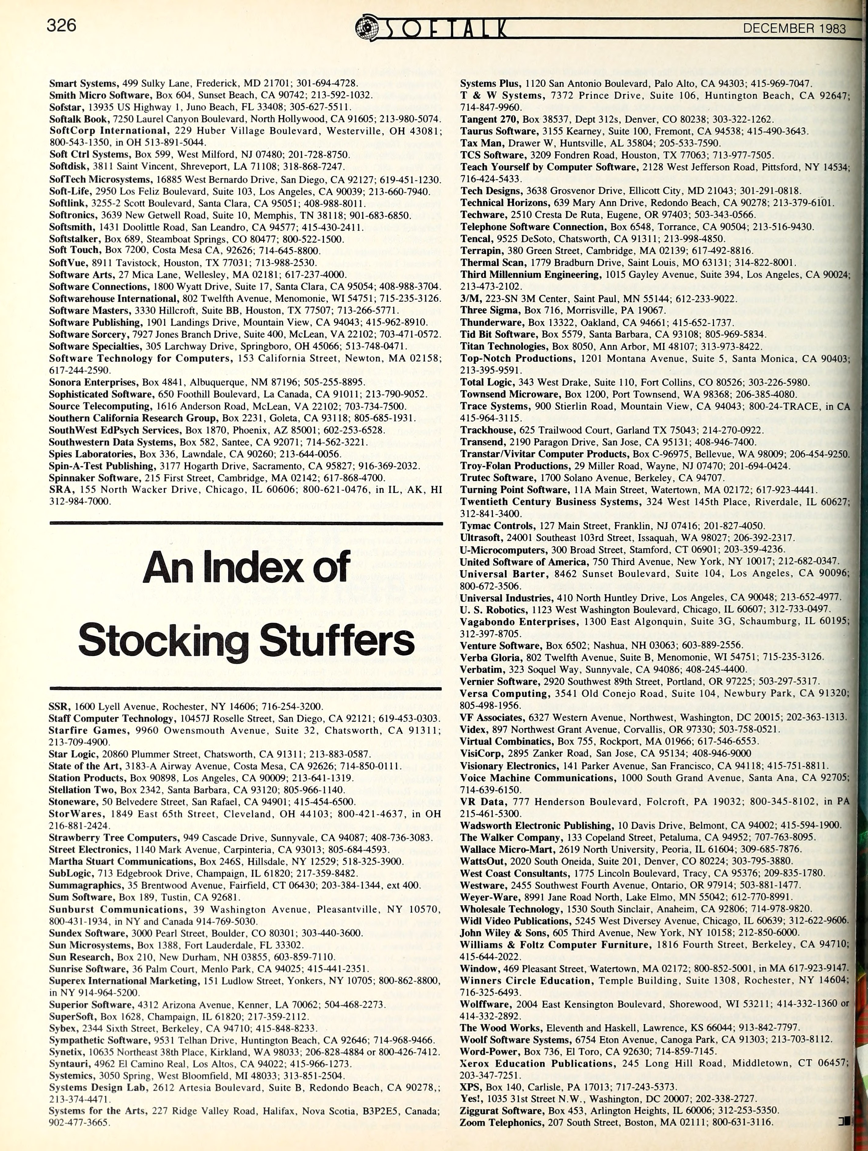 326
SOFTALK
DECEMBER 1983
Smart Systems, 499 Sulky Lane, Frederick, MD 21701; 301-694-4728.
Smith Micro Software, Box 604, Sunset Beach, CA 90742; 213-592-1032.
Sofstar, 13935 US Highway 1, Juno Beach, FL 33408; 305-627-5511.
Softalk Book, 7250 Laurel Canyon Boulevard, North Hollywood, CA 91605; 213-980-5074.
SoftCorp International, 229 Huber Village Boulevard, Westerville, OH 43081;
800-543-1350, in OH 513-891-5044.
Soft Ctrl Systems, Box 599, West Milford, NJ 07480; 201-728-8750.
Softdisk, 3811 Saint Vincent, Shreveport, LA 71108; 318-868-7247.
SofTech Microsystems, 16885 West Bernardo Drive, San Diego, CA 92127; 619-451-1230.
Soft-Life, 2950 Los Feliz Boulevard, Suite 103, Los Angeles, CA 90039; 213-660-7940.
Softlink, 3255-2 Scott Boulevard, Santa Clara, CA 95051; 408-988-8011.
Softronics, 3639 New Getwell Road, Suite 10, Memphis, TN 38118; 901-683-6850.
Softsmith, 1431 Doolittle Road, San Leandro, CA 94577; 415-430-2411.
Softstalker, Box 689, Steamboat Springs, CO 80477; 800-522-1500.
Soft Touch, Box 7200, Costa Mesa CA, 92626; 714-645-8800.
SoftVue, 8911 Tavistock, Houston, TX 77031; 713-988-2530.
Software Arts, 27 Mica Lane, Wellesley, MA 02181; 617-237-4000.
Software Connections, 1800 Wyatt Drive, Suite 17, Santa Clara, CA 95054; 408-988-3704.
Softwarehouse International, 802 Twelfth Avenue, Menomonie, WI 54751; 715-235-3126.
Software Masters, 3330 Hillcroft, Suite BB, Houston, TX 77507; 713-266-5771.
Software Publishing, 1901 Landings Drive, Mountain View, CA 94043; 415-962-8910.
Software Sorcery, 7927 Jones Branch Drive, Suite 400, McLean, VA 22102; 703-471-0572.
Software Specialties, 305 Larchway Drive, Springboro, OH 45066; 513-748-0471.
Software Technology for Computers, 153 California Street, Newton, MA 02158;
617-244-2590.
Sonora Enterprises, Box 4841, Albuquerque, NM 87196; 505-255-8895.
Sophisticated Software, 650 Foothill Boulevard, La Canada, CA 91011; 213-790-9052.
Source Telecomputing, 1616 Anderson Road, McLean, VA 22102; 703-734-7500.
Southern California Research Group, Box 2231, Goleta, CA 93118; 805-685-1931.
SouthWest EdPsych Services, Box 1870, Phoenix, AZ 85001; 602-253-6528.
Southwestern Data Systems, Box 582, Santee, CA 92071; 714-562-3221.
Spies Laboratories, Box 336, Lawndale, CA 90260; 213-644-0056.
Spin-A-Test Publishing, 3177 Hogarth Drive, Sacramento, CA 95827; 916-369-2032.
Spinnaker Software, 215 First Street, Cambridge, MA 02142; 617-868-4700.
SRA, 155 North Wacker Drive, Chicago, IL 60606; 800-621-0476, in IL, AK, HI
312-984-7000.
An Index of
Stocking Stuffers
SSR, 1600 Lyell Avenue, Rochester, NY 14606; 716-254-3200.
Staff Computer Technology, 10457J Roselle Street, San Diego, CA 92121; 619-453-0303.
Starfire Games, 9960 Owensmouth Avenue, Suite 32, Chatsworth, CA 91311;
213-709-4900.
Star Logic, 20860 Plummer Street, Chatsworth, CA 91311; 213-883-0587.
State of the Art, 3183-A Airway Avenue, Costa Mesa, CA 92626; 714-850-0111.
Station Products, Box 90898, Los Angeles, CA 90009; 213-641-1319.
Stellation Two, Box 2342, Santa Barbara, CA 93120; 805-966-1140.
Stoneware, 50 Belvedere Street, San Rafael, CA 94901; 415-454-6500.
StorWares, 1849 East 65th Street, Cleveland, OH 44103; 800-421-4637, in OH
216-881-2424.
Strawberry Tree Computers, 949 Cascade Drive, Sunnyvale, CA 94087; 408-736-3083.
Street Electronics, 1140 Mark Avenue, Carpinteria, CA 93013; 805-684-4593.
Martha Stuart Communications, Box 246S, Hillsdale, NY 12529; 518-325-3900.
SubLogic, 713 Edgebrook Drive, Champaign, IL 61820; 217-359-8482.
Summagraphics, 35 Brentwood Avenue, Fairfield, CT 06430; 203-384-1344, ext 400.
Sum Software, Box 189, Tustin, CA 92681.
Sunburst Communications, 39 Washington Avenue, Pleasantville, NY 10570,
800-431-1934, in NY and Canada 914-769-5030.
Sundex Software, 3000 Pearl Street, Boulder, CO 80301; 303-440-3600.
Sun Microsystems, Box 1388, Fort Lauderdale, FL 33302.
Sun Research, Box 210, New Durham, NH 03855, 603-859-7110.
Sunrise Software, 36 Palm Court, Menlo Park, CA 94025; 415-441-2351.
Superex International Marketing, 151 Ludlow Street, Yonkers, NY 10705; 800-862-8800,
in NY 914-964-5200.
Superior Software, 4312 Arizona Avenue, Kenner, LA 70062; 504-468-2273.
SuperSoft, Box 1628, Champaign, IL 61820; 217-359-2112.
Sybex, 2344 Sixth Street, Berkeley, CA 94710; 415-848-8233.
Sympathetic Software, 9531 Telhan Drive, Huntington Beach, CA 92646; 714-968-9466.
Synetix, 10635 Northeast 38th Place, Kirkland, WA 98033; 206-828-4884 or 800-426-7412.
Syntauri, 4962 El Camino Real, Los Altos, CA 94022; 415-966-1273.
Systemics, 3050 Spring, West Bloomfield, MI 48033; 313-851-2504.
Systems Design Lab, 2612 Artesia Boulevard, Suite B, Redondo Beach, CA 90278,;
213-374-4471.
Systems for the Arts, 227 Ridge Valley Road, Halifax, Nova Scotia, B3P2E5, Canada;
902-477-3665.
Systems Plus, 1120 San Antonio Boulevard, Palo Alto, CA 94303; 415-969-7047.
T & W Systems, 7372 Prince Drive, Suite 106, Huntington Beach, CA 92647;
714-847-9960.
Tangent 270, Box 38537, Dept 312s, Denver, CO 80238; 303-322-1262.
Taurus Software, 3155 Kearney, Suite 100, Fremont, CA 94538; 415-490-3643.
Tax Man, Drawer W, Huntsville, AL 35804; 205-533-7590.
TCS Software, 3209 Fondren Road, Houston, TX 77063; 713-977-7505.
Teach Yourself by Computer Software, 2128 West Jefferson Road, Pittsford, NY 14534;
716-424-5433.
Tech Designs, 3638 Grosvenor Drive, Ellicott City, MD 21043; 301-291-0818.
Technical Horizons, 639 Mary Ann Drive, Redondo Beach, CA 90278; 213-379-6101.
Techware, 2510 Cresta De Ruta, Eugene, OR 97403; 503-343-0566.
Telephone Software Connection, Box 6548, Torrance, CA 90504; 213-516-9430.
Tencal, 9525 DeSoto, Chatsworth, CA 91311; 213-998-4850.
Terrapin, 380 Green Street, Cambridge, MA 02139; 617-492-8816.
Thermal Scan, 1779 Bradburn Drive, Saint Louis, MO 63131; 314-822-8001.
Third Millennium Engineering, 1015 Gayley Avenue, Suite 394, Los Angeles, CA 90024;
213-473-2102.
3/M, 223-SN 3M Center, Saint Paul, MN 55144; 612-233-9022.
Three Sigma, Box 716, Morrisville, PA 19067.
Thunderware, Box 13322, Oakland, CA 94661; 415-652-1737.
Tid Bit Software, Box 5579, Santa Barbara, CA 93108; 805-969-5834.
Titan Technologies, Box 8050, Ann Arbor, MI 48107; 313-973-8422.
Top-Notch Productions, 1201 Montana Avenue, Suite 5, Santa Monica, CA 90403;
213-395-9591.
Total Logic, 343 West Drake, Suite 110, Fort Collins, CO 80526; 303-226-5980.
Townsend Microware, Box 1200, Port Townsend, WA 98368; 206-385-4080.
Trace Systems, 900 Stierlin Road, Mountain View, CA 94043; 800-24-TRACE, in CA
415-964-3115.
Trackhouse, 625 Trailwood Court, Garland TX 75043; 214-270-0922.
Transend, 2190 Paragon Drive, San Jose, CA 95131; 408-946-7400.
Transtar/Vivitar Computer Products, Box C-96975, Bellevue, WA 98009; 206-454-9250.
Troy-Folan Productions, 29 Miller Road, Wayne, NJ 07470; 201-694-0424.
Trutec Software, 1700 Solano Avenue, Berkeley, CA 94707.
Turning Point Software, 11A Main Street, Watertown, MA 02172; 617-923-4441.
Twentieth Century Business Systems, 324 West 145th Place, Riverdale, IL 60627;
312-841-3400.
Tymac Controls, 127 Main Street, Franklin, NJ 07416; 201-827-4050.
Ultrasoft, 24001 Southeast 103rd Street, Issaquah, WA 98027; 206-392-2317.
U-Microcomputers, 300 Broad Street, Stamford, CT 06901; 203-359-4236.
United Software of America, 750 Third Avenue, New York, NY 10017; 212-682-0347.
Universal Barter, 8462 Sunset Boulevard, Suite 104, Los Angeles, CA 90096;
800-672-3506.
Universal Industries, 410 North Huntley Drive, Los Angeles, CA 90048; 213-652-4977.
U. S. Robotics, 1123 West Washington Boulevard, Chicago, IL 60607; 312-733-0497.
Vagabondo Enterprises, 1300 East Algonquin, Suite 3G, Schaumburg, IL 60195;
312-397-8705.
Venture Software, Box 6502; Nashua, NH 03063; 603-889-2556.
Verba Gloria, 802 Twelfth Avenue, Suite B, Menomonie, WI 54751; 715-235-3126.
Verbatim, 323 Soquel Way, Sunnyvale, CA 94086; 408-245-4400.
Vernier Software, 2920 Southwest 89th Street, Portland, OR 97225; 503-297-5317.
Versa Computing, 3541 Old Conejo Road, Suite 104, Newbury Park, CA 91320;
805-498-1956.
VF Associates, 6327 Western Avenue, Northwest, Washington, DC 20015; 202-363-1313.
Videx, 897 Northwest Grant Avenue, Corvallis, OR 97330; 503-758-0521.
Virtual Combinatics, Box 755, Rockport, MA 01966; 617-546-6553.
VisiCorp, 2895 Zanker Road, San Jose, CA 95134; 408-946-9000
Visionary Electronics, 141 Parker Avenue, San Francisco, CA 94118; 415-751-8811.
Voice Machine Communications, 1000 South Grand Avenue, Santa Ana, CA 92705;
714-639-6150.
VR Data, 777 Henderson Boulevard, Folcroft, PA 19032; 800-345-8102, in PA
215-461-5300.
Wadsworth Electronic Publishing, 10 Davis Drive, Belmont, CA 94002; 415-594-1900.
The Walker Company, 133 Copeland Street, Petaluma, CA 94952; 707-763-8095.
Wallace Micro-Mart, 2619 North University, Peoria, IL 61604; 309-685-7876.
WattsOut, 2020 South Oneida, Suite 201, Denver, CO 80224; 303-795-3880.
West Coast Consultants, 1775 Lincoln Boulevard, Tracy, CA 95376; 209-835-1780.
Westware, 2455 Southwest Fourth Avenue, Ontario, OR 97914; 503-881-1477.
Weyer-Ware, 8991 Jane Road North, Lake Elmo, MN 55042; 612-770-8991.
Wholesale Technology, 1530 South Sinclair, Anaheim, CA 92806; 714-978-9820.
Widl Video Publications, 5245 West Diversey Avenue, Chicago, IL 60639; 312-622-9606.
John Wiley & Sons, 605 Third Avenue, New York, NY 10158; 212-850-6000.
Williams & Foltz Computer Furniture, 1816 Fourth Street, Berkeley, CA 94710;
415-644-2022.
Window, 469 Pleasant Street, Watertown, MA 02172; 800-852-5001, in MA 617-923-9147.
Winners Circle Education, Temple Building, Suite 1308, Rochester, NY 14604;
716-325-6493.
Wolffware, 2004 East Kensington Boulevard, Shorewood, WI 53211; 414-332-1360 or
414-332-2892.
The Wood Works, Eleventh and Haskell, Lawrence, KS 66044; 913-842-7797.
Woolf Software Systems, 6754 Eton Avenue, Canoga Park, CA 91303; 213-703-8112.
Word-Power, Box 736, El Toro, CA 92630; 714-859-7145.
Xerox Education Publications, 245 Long Hill Road, Middletown, CT 06457;
203-347-7251.
XPS, Box 140, Carlisle, PA 17013; 717-243-5373.
Yes!, 1035 31st Street N.W., Washington, DC 20007; 202-338-2727.
Ziggurat Software, Box 453, Arlington Heights, IL 60006; 312-253-5350.
Zoom Telephonics, 207 South Street, Boston, MA 02111; 800-631-3116.